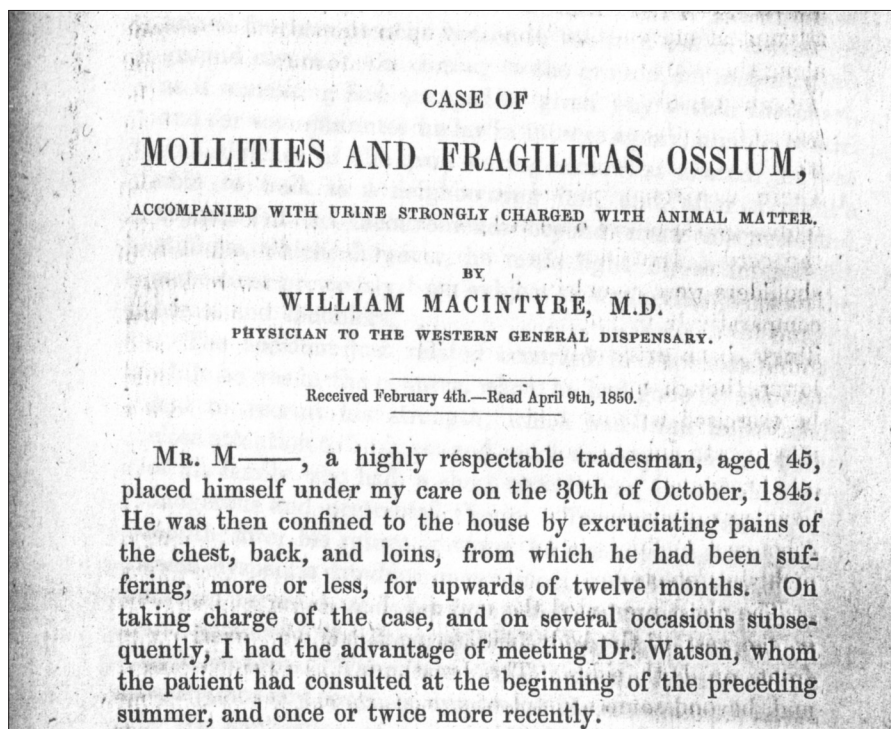 CASE OF
MOLLITIES AND FRAGILITAS OSSIUM,
ACCOMPANIED WITH URINE STRONGLY CHARGED WITH ANIMAL MATTER.
BY
WILLIAM MACINTYRE, M.D.
PHYSICIAN TO THE WESTERN GENERAL DISPENSARY.
Received February 4th.—Read April 9th, 1850.
MR. M——, a highly respectable tradesman, aged 45,
placed himself under my care on the 30th of October, 1845.
He was then confined to the house by excruciating pains of
the chest, back, and loins, from which he had been suf-
fering, more or less, for upwards of twelve months. On
taking charge of the case, and on several occasions subse-
quently, I had the advantage of meeting Dr. Watson, whom
the patient had consulted at the beginning of the preceding
summer, and once or twice more recently.